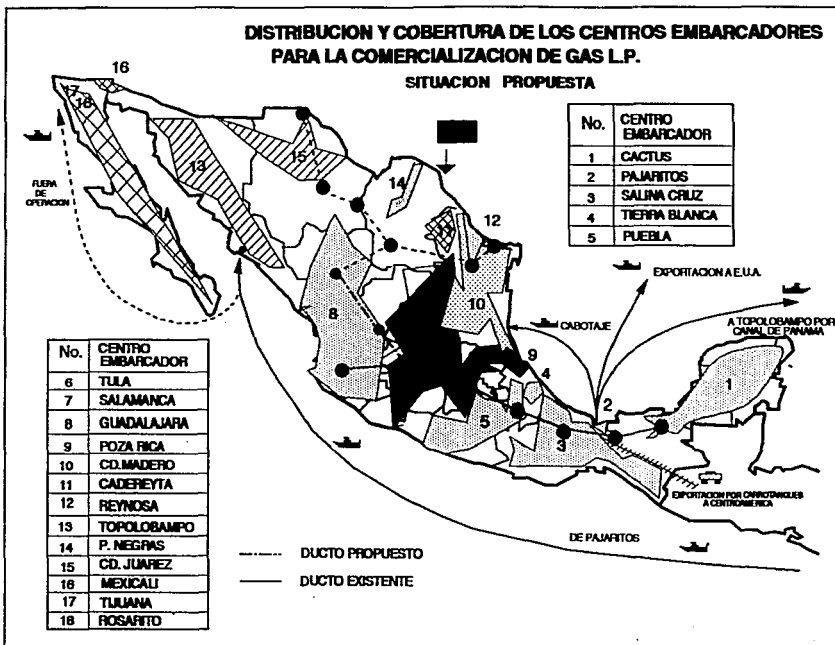 DISTRIBUCION Y COBERTURA DE LOS CENTROS EMBARCADORES
PARA LA COMERCIALIZACION DE GAS L.P.
SITUACION PROPUESTA
No. CENTRO EMBARCADOR
1 CACTUS
2 PAJARITOS
3 SALINA CRUZ
4 TIERRA BLANCA
5 PUEBLA
16
17
18
13
15
14
11
12
10
8
9
4
5
3
2
1
FUERA
DE
OPERACION
EXPORTACION A E.U.A.
CABOTAJE
A TOPOLOBAMPO POR
CANAL DE PANAMA
EXPORTACION POR CARROTANQUES
A CENTROAMERICA
DE PAJARITOS
No. CENTRO EMBARCADOR
6 TULA
7 SALAMANCA
8 GUADALAJARA
9 POZA RICA
10 CD.MADERO
11 CADEREYTA
12 REYNOSA
13 TOPOLOBAMPO
14 P. NEGRAS
15 CD. JUAREZ
16 MEXICALI
17 TIJUANA
18 ROSARITO
DUCTO PROPUESTO
DUCTO EXISTENTE